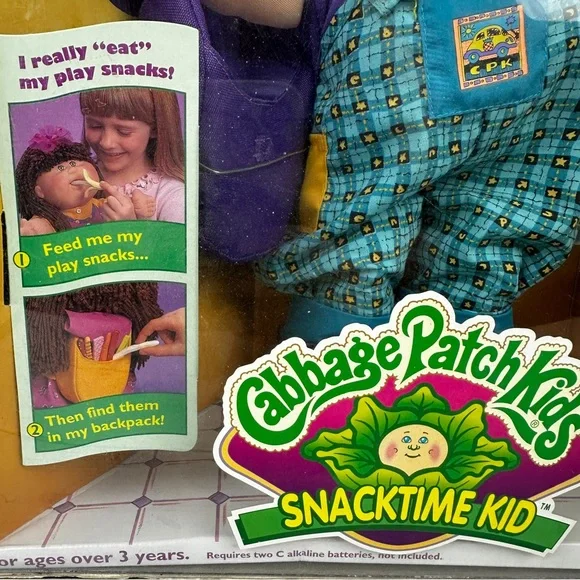 I really “eat”
my play snacks!
CPK
1 Feed me my
play snacks...
2 Then find them
in my backpack!
Cabbage Patch Kids®
SNACKTIME KID™
or ages over 3 years. Requires two C alkaline batteries, not included.